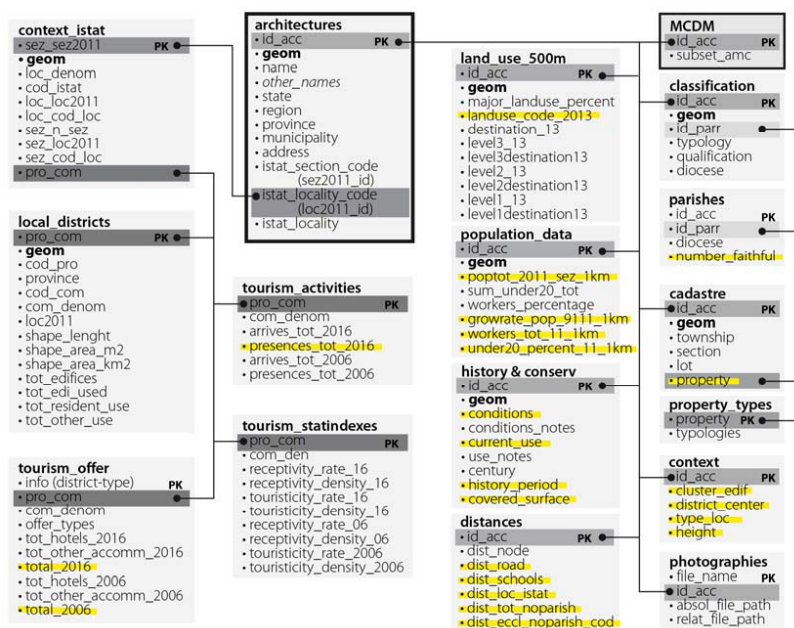 context_istat
• sez_sez2011 PK
• geom
• loc_denom
• cod_istat
• loc_loc2011
• loc_cod_loc
• sez_n_sez
• sez_loc2011
• sez_cod_loc
• pro_com
local_districts
• pro_com PK
• geom
• cod_pro
• province
• cod_com
• com_denom
• loc2011
• shape_lenght
• shape_area_m2
• shape_area_km2
• tot_edifices
• tot_edi_used
• tot_resident_use
• tot_other_use
tourism_offer
• info (district-type) PK
• pro_com
• com_denom
• offer_types
• tot_hotels_2016
• tot_other_accomm_2016
• total_2016
• tot_hotels_2006
• tot_other_accomm_2006
• total_2006
architectures
• id_acc PK
• geom
• name
• other_names
• state
• region
• province
• municipality
• address
• istat_section_code
(sez2011_id)
• istat_locality_code
(loc2011_id)
• istat_locality
tourism_activities
• pro_com PK
• com_denom
• arrives_tot_2016
• presences_tot_2016
• arrives_tot_2006
• presences_tot_2006
tourism_statindexes
• pro_com PK
• com_den
• receptivity_rate_16
• receptivity_density_16
• touristicity_rate_16
• touristicity_density_16
• receptivity_rate_06
• receptivity_density_06
• touristicity_rate_2006
• touristicity_density_2006
land_use_500m
• id_acc PK
• geom
• major_landuse_percent
• landuse_code_2013
• destination_13
• level3_13
• level3destination13
• level2_13
• level2destination13
• level1_13
• level1destination13
population_data
• id_acc PK
• geom
• poptot_2011_sez_1km
• sum_under20_tot
• workers_percentage
• growrate_pop_9111_1km
• workers_tot_11_1km
• under20_percent_11_1km
history & conserv
• id_acc PK
• geom
• conditions
• conditions_notes
• current_use
• use_notes
• century
• history_period
• covered_surface
distances
• id_acc PK
• dist_node
• dist_road
• dist_schools
• dist_loc_istat
• dist_tot_noparish
• dist_eccl_noparish_cod
MCDM
• id_acc PK
• subset_amc
classification
• id_acc PK
• geom
• id_parr
• typology
• qualification
• diocese
parishes
• id_acc PK
• id_parr
• diocese
• number_faithful
cadastre
• id_acc PK
• geom
• township
• section
• lot
• property
property_types
• property PK
• typologies
context
• id_acc PK
• cluster_edif
• district_center
• type_loc
• height
photographies
• file_name PK
• id_acc
• absol_file_path
• relat_file_path